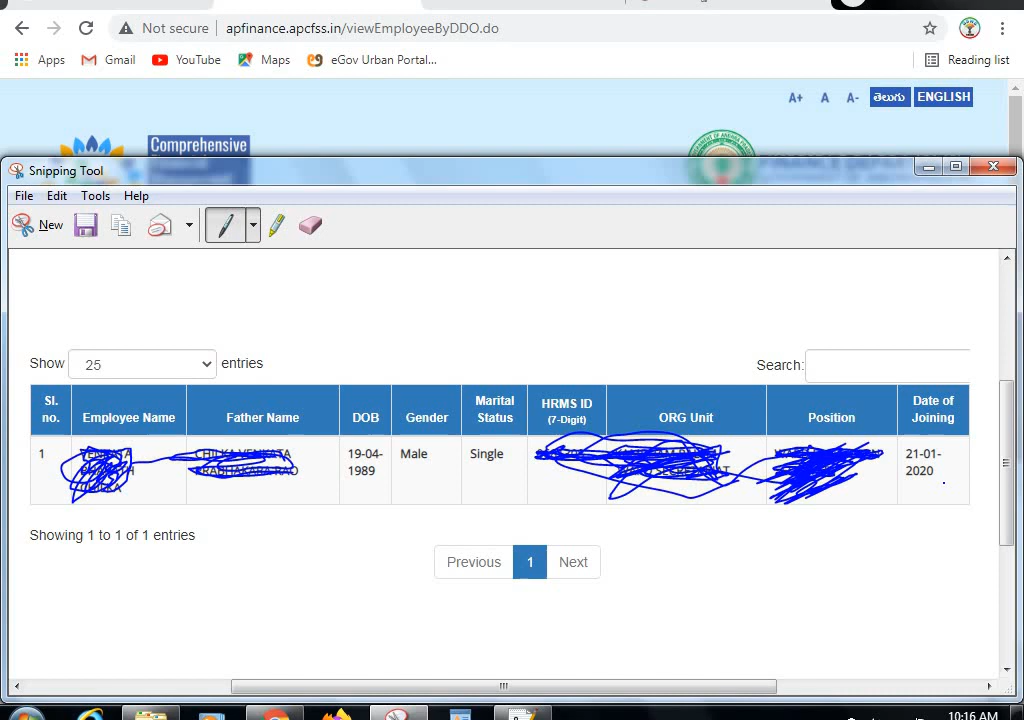 Not secure | apfinance.apcfss.in/viewEmployeeByDDO.do
Apps Gmail YouTube Maps eGov Urban Portal... Reading list
A+ A A- తెలుగు ENGLISH
Comprehensive
Snipping Tool
File Edit Tools Help
New
Show 25 entries
Search:
Sl. no. Employee Name Father Name DOB Gender Marital Status HRMS ID (7-Digit) ORG Unit Position Date of Joining
1 19-04-1989 Male Single 21-01-2020
Showing 1 to 1 of 1 entries
Previous 1 Next
10:16 AM